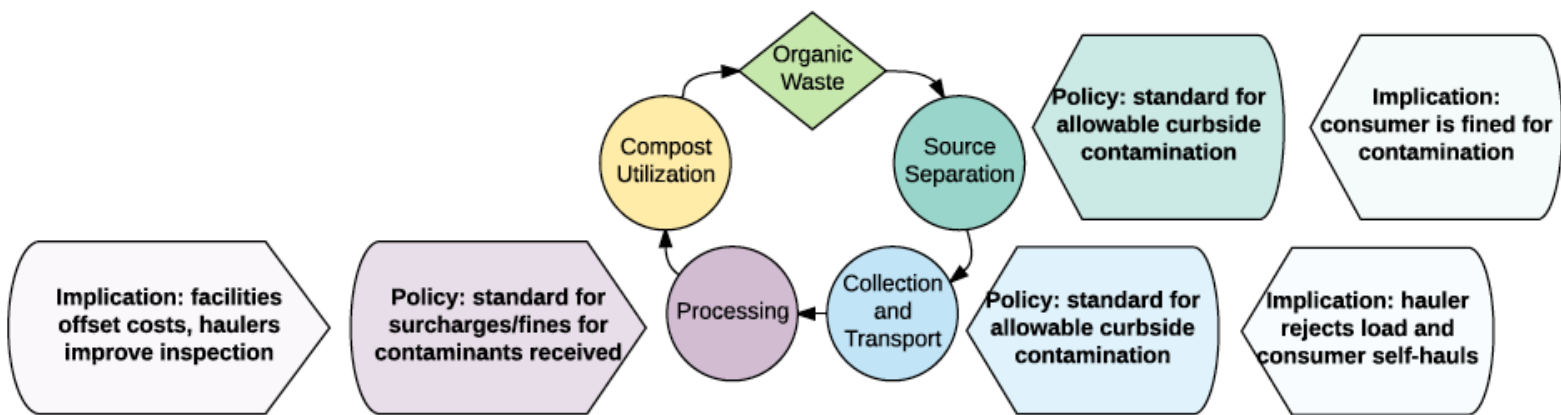 Organic
Waste
Source
Separation
Policy: standard for
allowable curbside
contamination
Implication:
consumer is fined for
contamination
Compost
Utilization
Collection
and
Transport
Policy: standard for
allowable curbside
contamination
Implication: hauler
rejects load and
consumer self-hauls
Processing
Policy: standard for
surcharges/fines for
contaminants received
Implication: facilities
offset costs, haulers
improve inspection